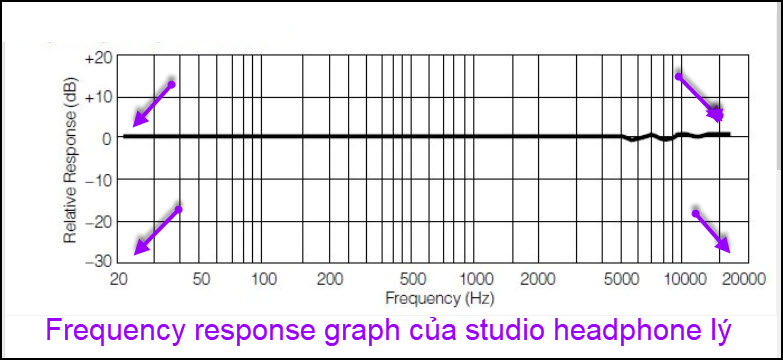 +20
+10
0
−10
−20
−30
Relative Response (dB)
20 50 100 200 500 1000 2000 5000 10000 20000
Frequency (Hz)
Frequency response graph của studio headphone lý